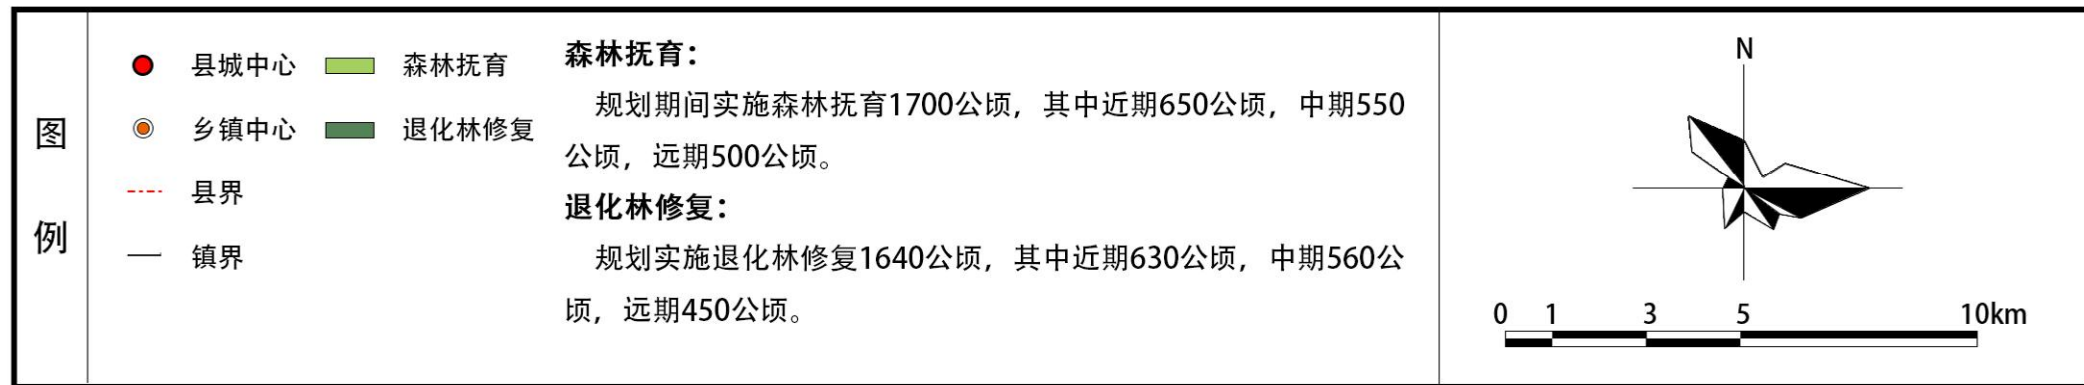 图
例
县城中心
森林抚育
乡镇中心
退化林修复
县界
镇界
森林抚育：
规划期间实施森林抚育1700公顷，其中近期650公顷，中期550
公顷，远期500公顷。
退化林修复：
规划实施退化林修复1640公顷，其中近期630公顷，中期560公
顷，远期450公顷。
N
0 1 3 5 10km